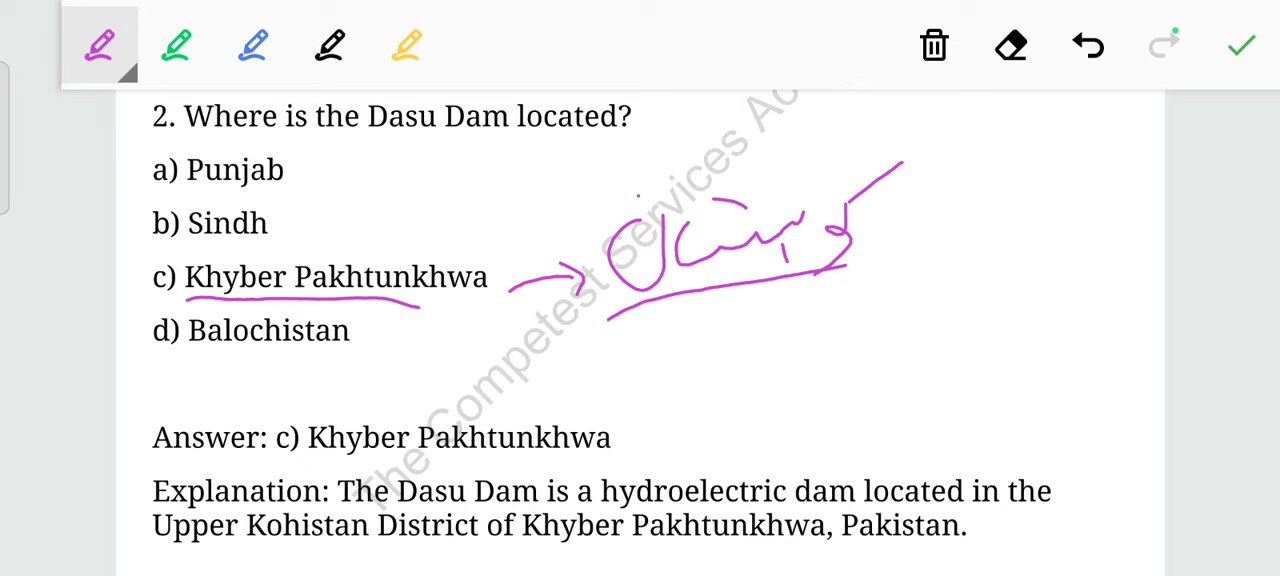 2. Where is the Dasu Dam located?
a) Punjab
b) Sindh
c) Khyber Pakhtunkhwa
d) Balochistan
Answer: c) Khyber Pakhtunkhwa
Explanation: The Dasu Dam is a hydroelectric dam located in the
Upper Kohistan District of Khyber Pakhtunkhwa, Pakistan.
The Competest Services